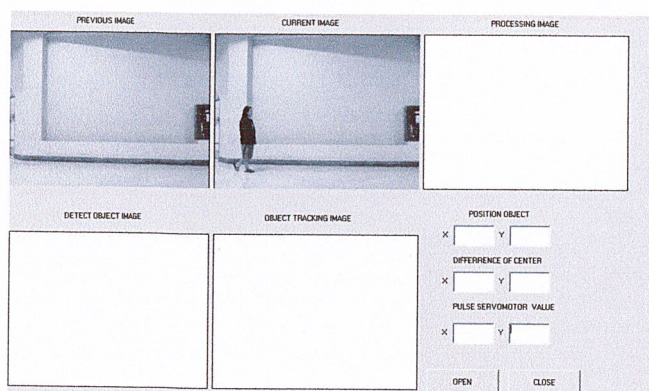 PREVIOUS IMAGE
CURRENT IMAGE
PROCESSING IMAGE
DETECT OBJECT IMAGE
OBJECT TRACKING IMAGE
POSITION OBJECT
X Y
DIFFERRENCE OF CENTER
X Y
PULSE SERVOMOTOR VALUE
X Y
OPEN CLOSE